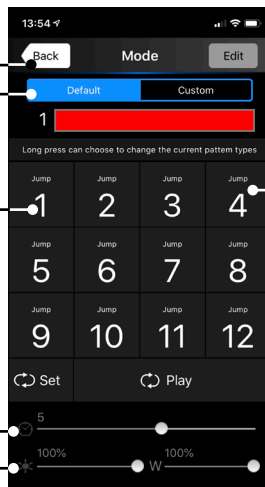 13:54
Back Mode Edit
Default Custom
1
Long press can choose to change the current pattem types
Jump Jump Jump Jump
1 2 3 4
Jump Jump Jump Jump
5 6 7 8
Jump Jump Jump Jump
9 10 11 12
Set Play
5
100% 100%
W